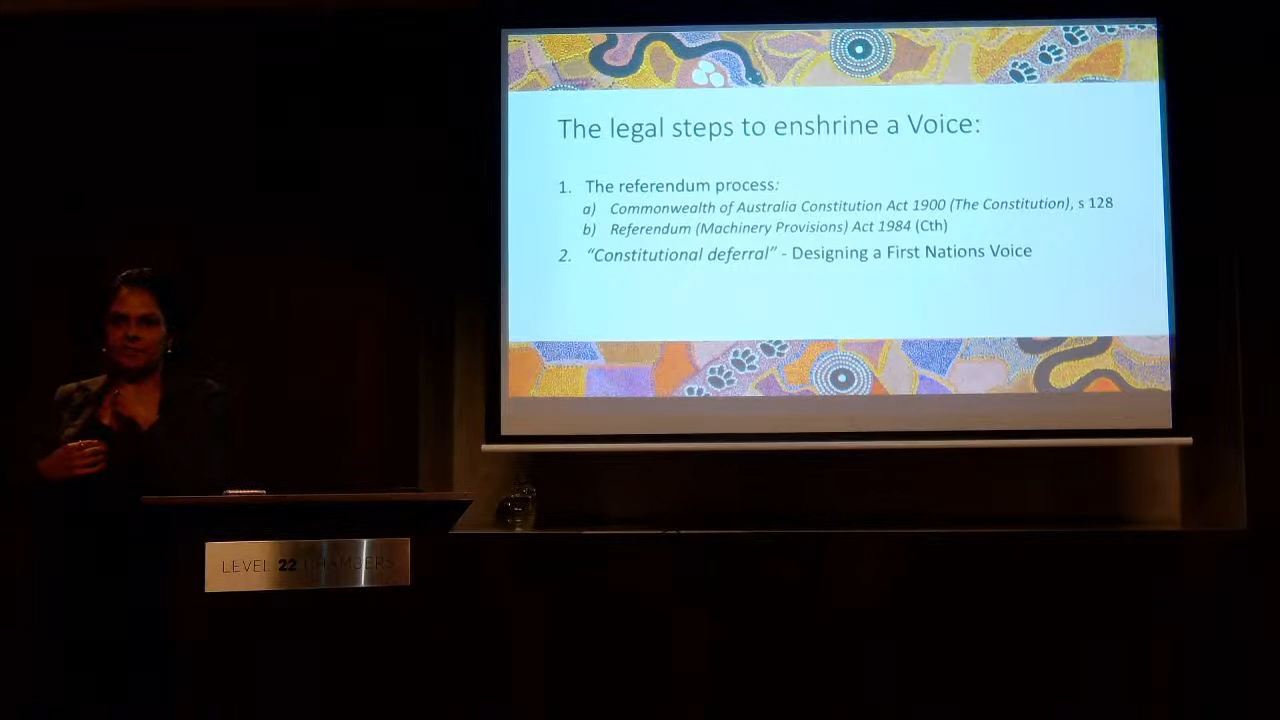 The legal steps to enshrine a Voice:
1. The referendum process:
a) Commonwealth of Australia Constitution Act 1900 (The Constitution), s 128
b) Referendum (Machinery Provisions) Act 1984 (Cth)
2. “Constitutional deferral” - Designing a First Nations Voice
LEVEL 22 CHAMBERS